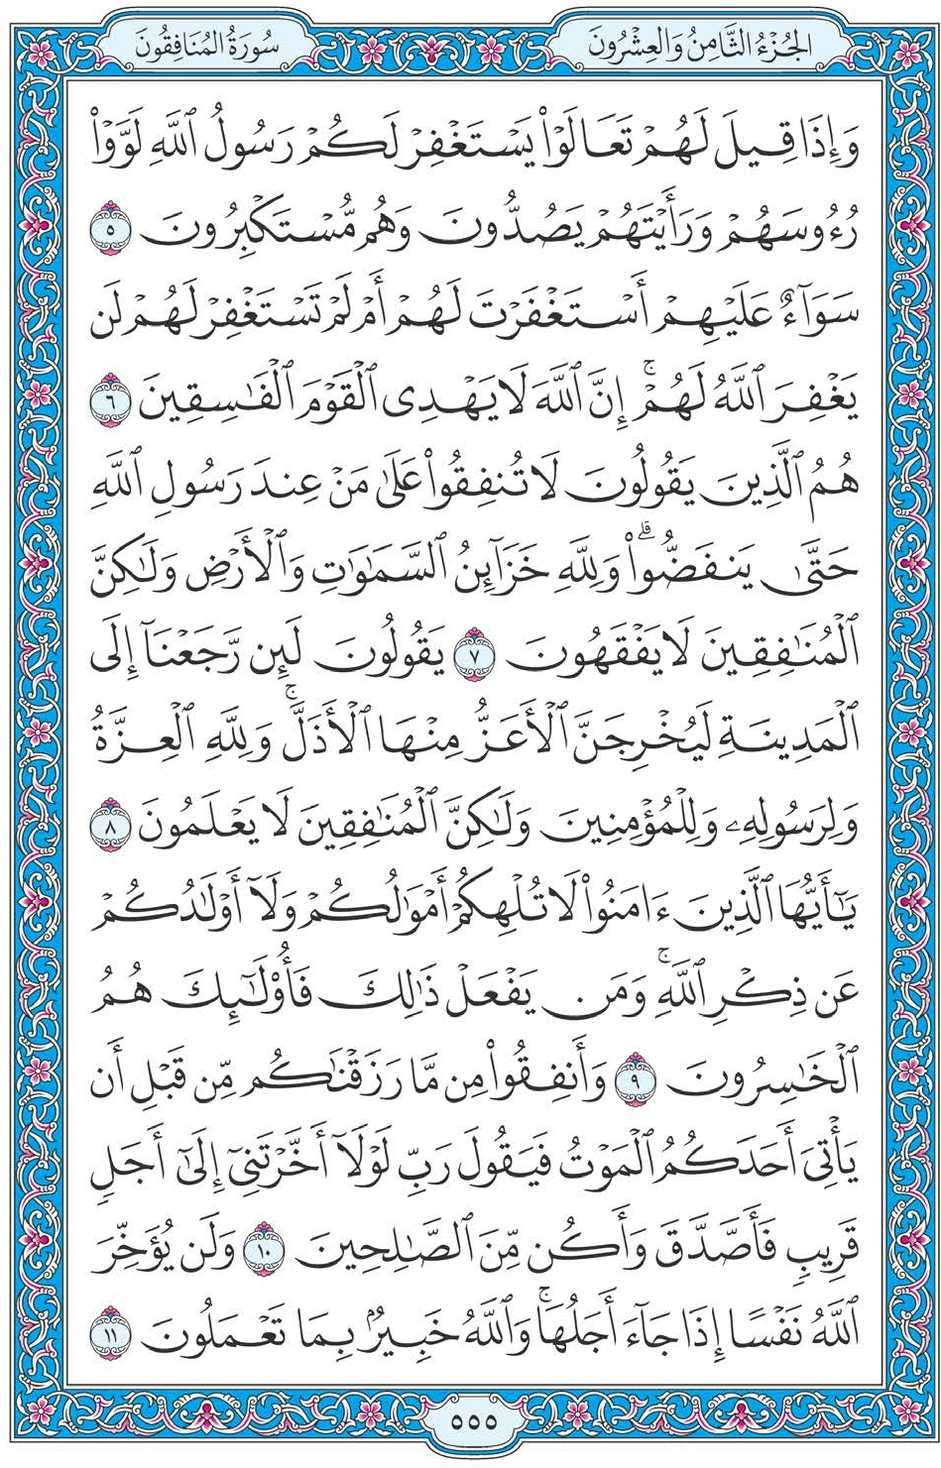 الجُزْءُ الثَّامِنُ وَالعِشْرُونَ
سُورَةُ المُنَافِقُونَ
وَإِذَا قِيلَ لَهُمْ تَعَالَوْا۟ يَسْتَغْفِرْ لَكُمْ رَسُولُ ٱللَّهِ لَوَّوْا۟
رُءُوسَهُمْ وَرَأَيْتَهُمْ يَصُدُّونَ وَهُم مُّسْتَكْبِرُونَ ٥
سَوَآءٌ عَلَيْهِمْ أَسْتَغْفَرْتَ لَهُمْ أَمْ لَمْ تَسْتَغْفِرْ لَهُمْ لَن
يَغْفِرَ ٱللَّهُ لَهُمْ ۚ إِنَّ ٱللَّهَ لَا يَهْدِى ٱلْقَوْمَ ٱلْفَـٰسِقِينَ ٦
هُمُ ٱلَّذِينَ يَقُولُونَ لَا تُنفِقُوا۟ عَلَىٰ مَنْ عِندَ رَسُولِ ٱللَّهِ
حَتَّىٰ يَنفَضُّوا۟ ۗ وَلِلَّهِ خَزَآئِنُ ٱلسَّمَـٰوَٰتِ وَٱلْأَرْضِ وَلَـٰكِنَّ
ٱلْمُنَـٰفِقِينَ لَا يَفْقَهُونَ ٧ يَقُولُونَ لَئِن رَّجَعْنَآ إِلَى
ٱلْمَدِينَةِ لَيُخْرِجَنَّ ٱلْأَعَزُّ مِنْهَا ٱلْأَذَلَّ ۚ وَلِلَّهِ ٱلْعِزَّةُ
وَلِرَسُولِهِۦ وَلِلْمُؤْمِنِينَ وَلَـٰكِنَّ ٱلْمُنَـٰفِقِينَ لَا يَعْلَمُونَ ٨
يَـٰٓأَيُّهَا ٱلَّذِينَ ءَامَنُوا۟ لَا تُلْهِكُمْ أَمْوَٰلُكُمْ وَلَآ أَوْلَـٰدُكُمْ
عَن ذِكْرِ ٱللَّهِ ۚ وَمَن يَفْعَلْ ذَٰلِكَ فَأُو۟لَـٰٓئِكَ هُمُ
ٱلْخَـٰسِرُونَ ٩ وَأَنفِقُوا۟ مِن مَّا رَزَقْنَـٰكُم مِّن قَبْلِ أَن
يَأْتِىَ أَحَدَكُمُ ٱلْمَوْتُ فَيَقُولَ رَبِّ لَوْلَآ أَخَّرْتَنِىٓ إِلَىٰٓ أَجَلٍ
قَرِيبٍ فَأَصَّدَّقَ وَأَكُن مِّنَ ٱلصَّـٰلِحِينَ ١٠ وَلَن يُؤَخِّرَ
ٱللَّهُ نَفْسًا إِذَا جَآءَ أَجَلُهَا ۚ وَٱللَّهُ خَبِيرٌۢ بِمَا تَعْمَلُونَ ١١
٥٥٥